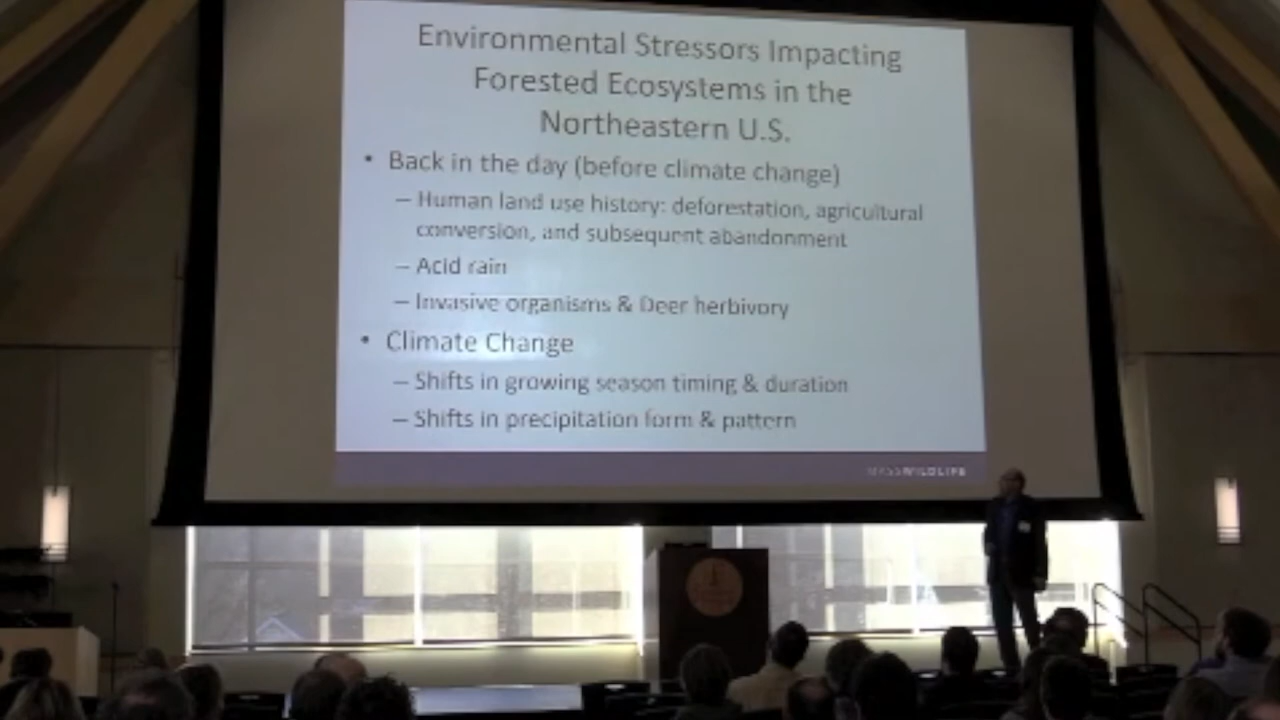 Environmental Stressors Impacting
Forested Ecosystems in the
Northeastern U.S.
• Back in the day (before climate change)
– Human land use history: deforestation, agricultural
conversion, and subsequent abandonment
– Acid rain
– Invasive organisms & Deer herbivory
• Climate Change
– Shifts in growing season timing & duration
– Shifts in precipitation form & pattern
MASSWILDLIFE